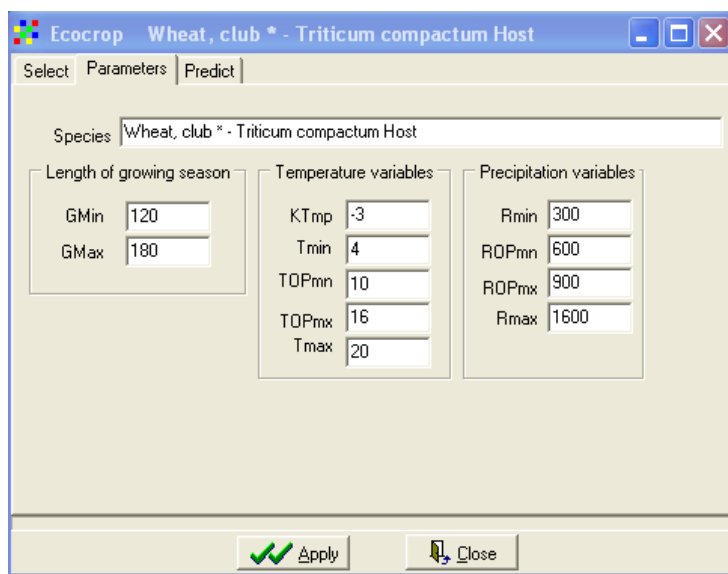 Ecocrop Wheat, club * - Triticum compactum Host
Select Parameters Predict
Species Wheat, club * - Triticum compactum Host
Length of growing season
GMin 120
GMax 180
Temperature variables
KTmp -3
Tmin 4
TOPmn 10
TOPmx 16
Tmax 20
Precipitation variables
Rmin 300
ROPmn 600
ROPmx 900
Rmax 1600
Apply Close